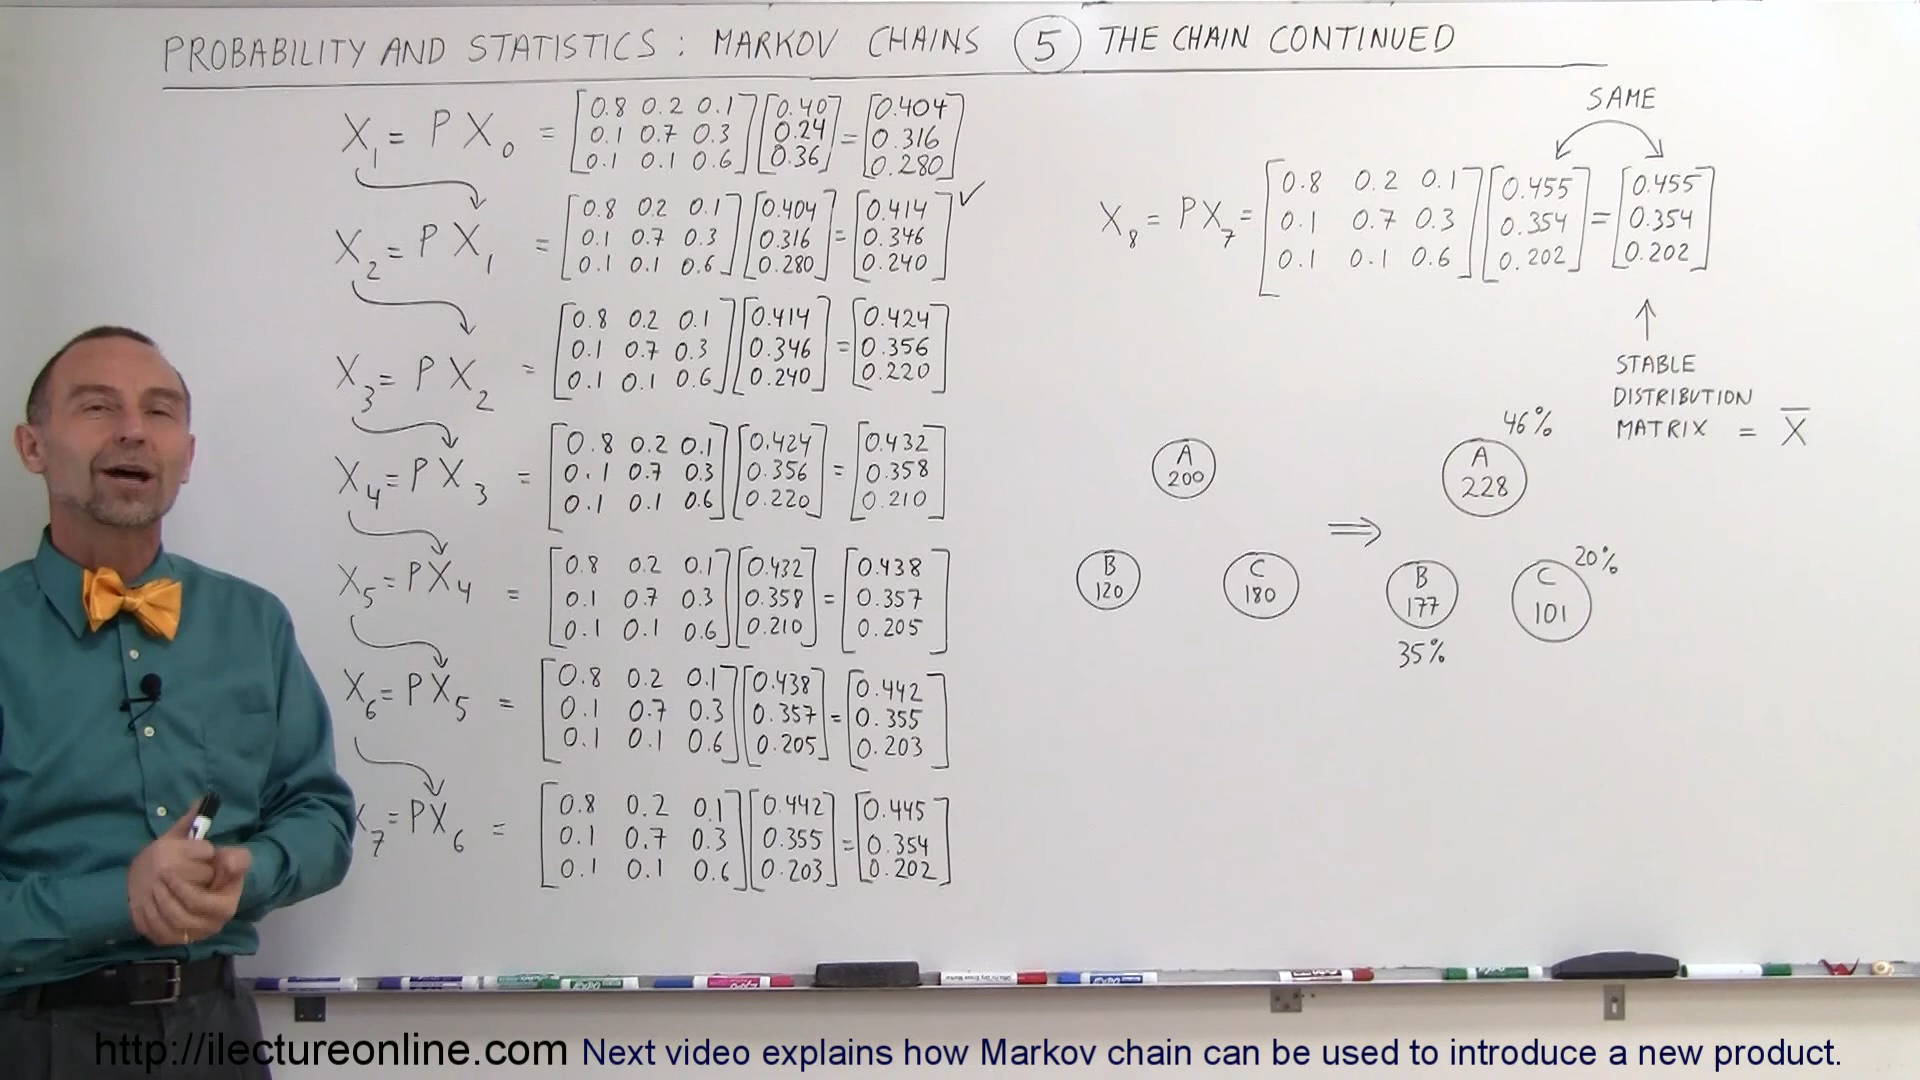 PROBABILITY AND STATISTICS : MARKOV CHAINS 5 THE CHAIN CONTINUED
X1 = P X0 = [0.8 0.2 0.1] [0.40] = [0.404]
0.1 0.7 0.3 0.24 0.316
0.1 0.1 0.6 0.36 0.280
X2 = P X1 = [0.8 0.2 0.1] [0.404] = [0.414] ✓
0.1 0.7 0.3 0.316 0.346
0.1 0.1 0.6 0.280 0.240
X3 = P X2 = [0.8 0.2 0.1] [0.414] = [0.424]
0.1 0.7 0.3 0.346 0.356
0.1 0.1 0.6 0.240 0.220
X4 = P X3 = [0.8 0.2 0.1] [0.424] = [0.432]
0.1 0.7 0.3 0.356 0.358
0.1 0.1 0.6 0.220 0.210
X5 = PX4 = [0.8 0.2 0.1] [0.432] = [0.438]
0.1 0.7 0.3 0.358 0.357
0.1 0.1 0.6 0.210 0.205
X6 = PX5 = [0.8 0.2 0.1] [0.438] = [0.442]
0.1 0.7 0.3 0.357 0.355
0.1 0.1 0.6 0.205 0.203
X7 = PX6 = [0.8 0.2 0.1] [0.442] = [0.445]
0.1 0.7 0.3 0.355 0.354
0.1 0.1 0.6 0.203 0.202
SAME
X8 = PX7 = [0.8 0.2 0.1] [0.455] = [0.455]
0.1 0.7 0.3 0.354 0.354
0.1 0.1 0.6 0.202 0.202
STABLE
DISTRIBUTION
MATRIX = X̄
A
200
B
120
C
180
⇒
46%
A
228
B
177
35%
20%
C
101
http://ilectureonline.com Next video explains how Markov chain can be used to introduce a new product.